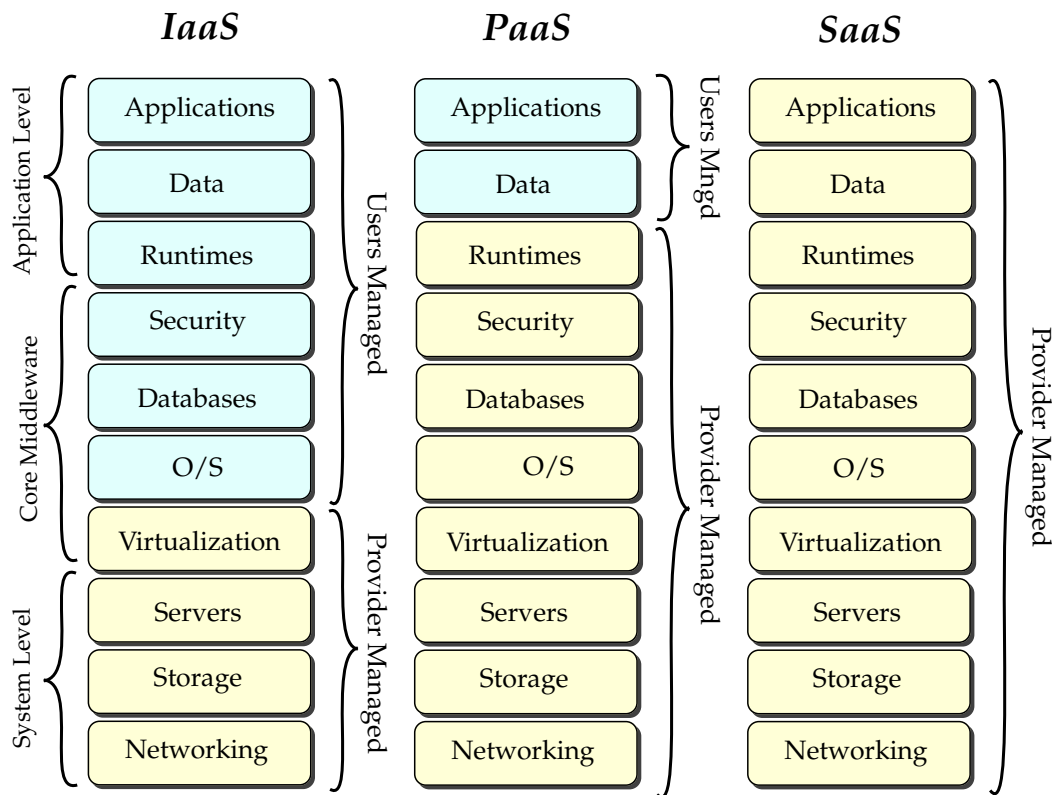 IaaS
PaaS
SaaS
Application Level
Core Middleware
System Level
Applications
Data
Runtimes
Security
Databases
O/S
Virtualization
Servers
Storage
Networking
Users Managed
Provider Managed
Applications
Data
Runtimes
Security
Databases
O/S
Virtualization
Servers
Storage
Networking
Users Mngd
Provider Managed
Applications
Data
Runtimes
Security
Databases
O/S
Virtualization
Servers
Storage
Networking
Provider Managed